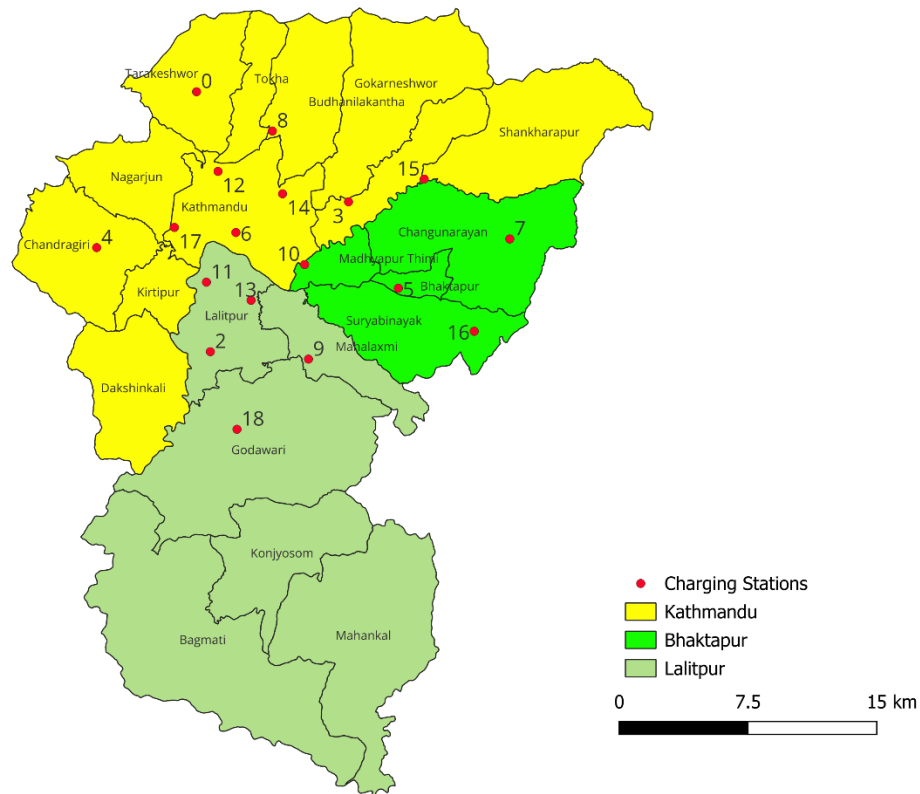 Tarakeshwor
0
Tokha
Gokarneshwor
Budhanilakantha
8
Shankharapur
Nagarjun
12
15
Kathmandu
14
3
Chandragiri
4
17
6
Changunarayan
7
10
Madhyapur Thimi
11
Kirtipur
13
5
Bhaktapur
Lalitpur
Suryabinayak
16
2
9
Mahalaxmi
Dakshinkali
18
Godawari
Konjyosom
Bagmati
Mahankal
Charging Stations
Kathmandu
Bhaktapur
Lalitpur
0 7.5 15 km